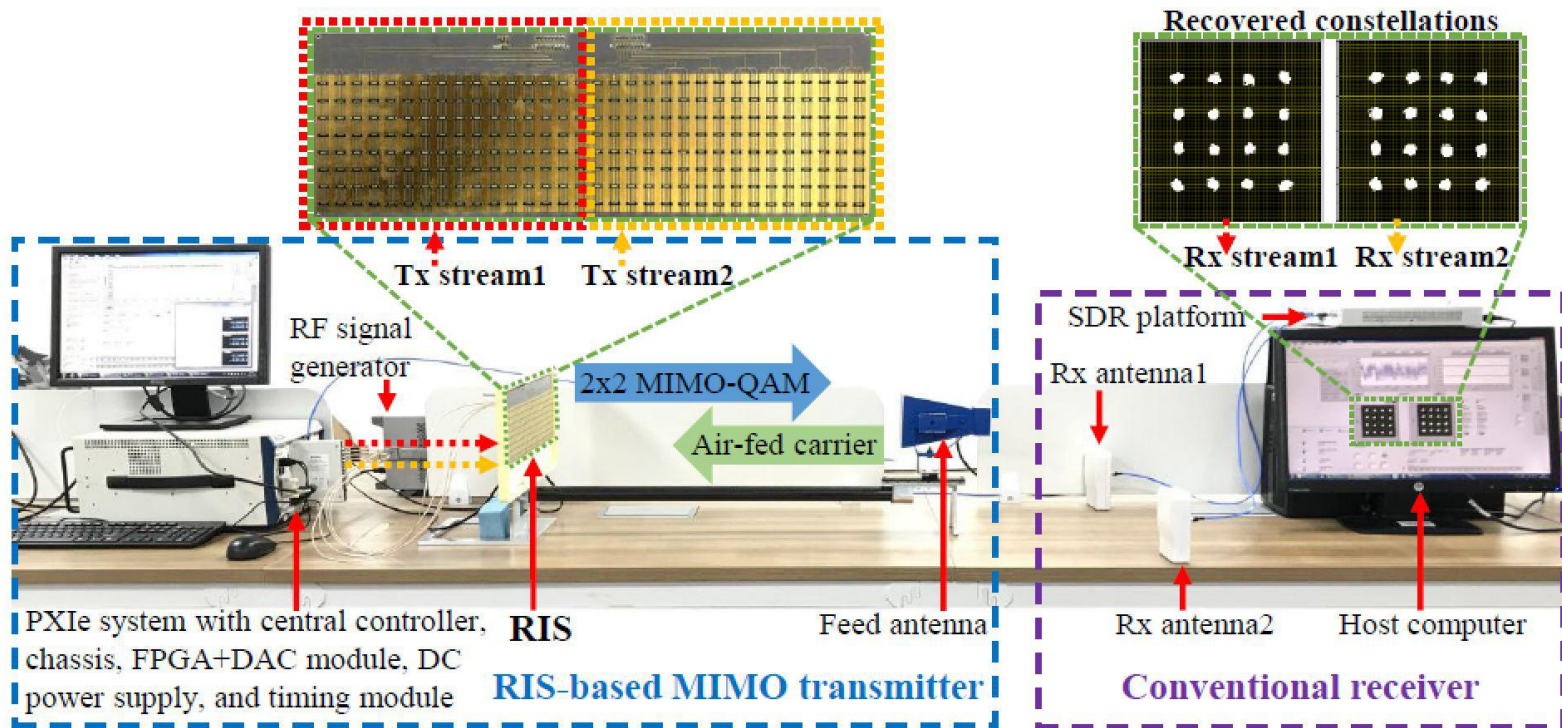 Recovered constellations
Tx stream1
Tx stream2
Rx stream1
Rx stream2
RF signal
generator
SDR platform
2x2 MIMO-QAM
Rx antenna1
Air-fed carrier
PXIe system with central controller,
chassis, FPGA+DAC module, DC
power supply, and timing module
RIS
Feed antenna
Rx antenna2
Host computer
RIS-based MIMO transmitter
Conventional receiver